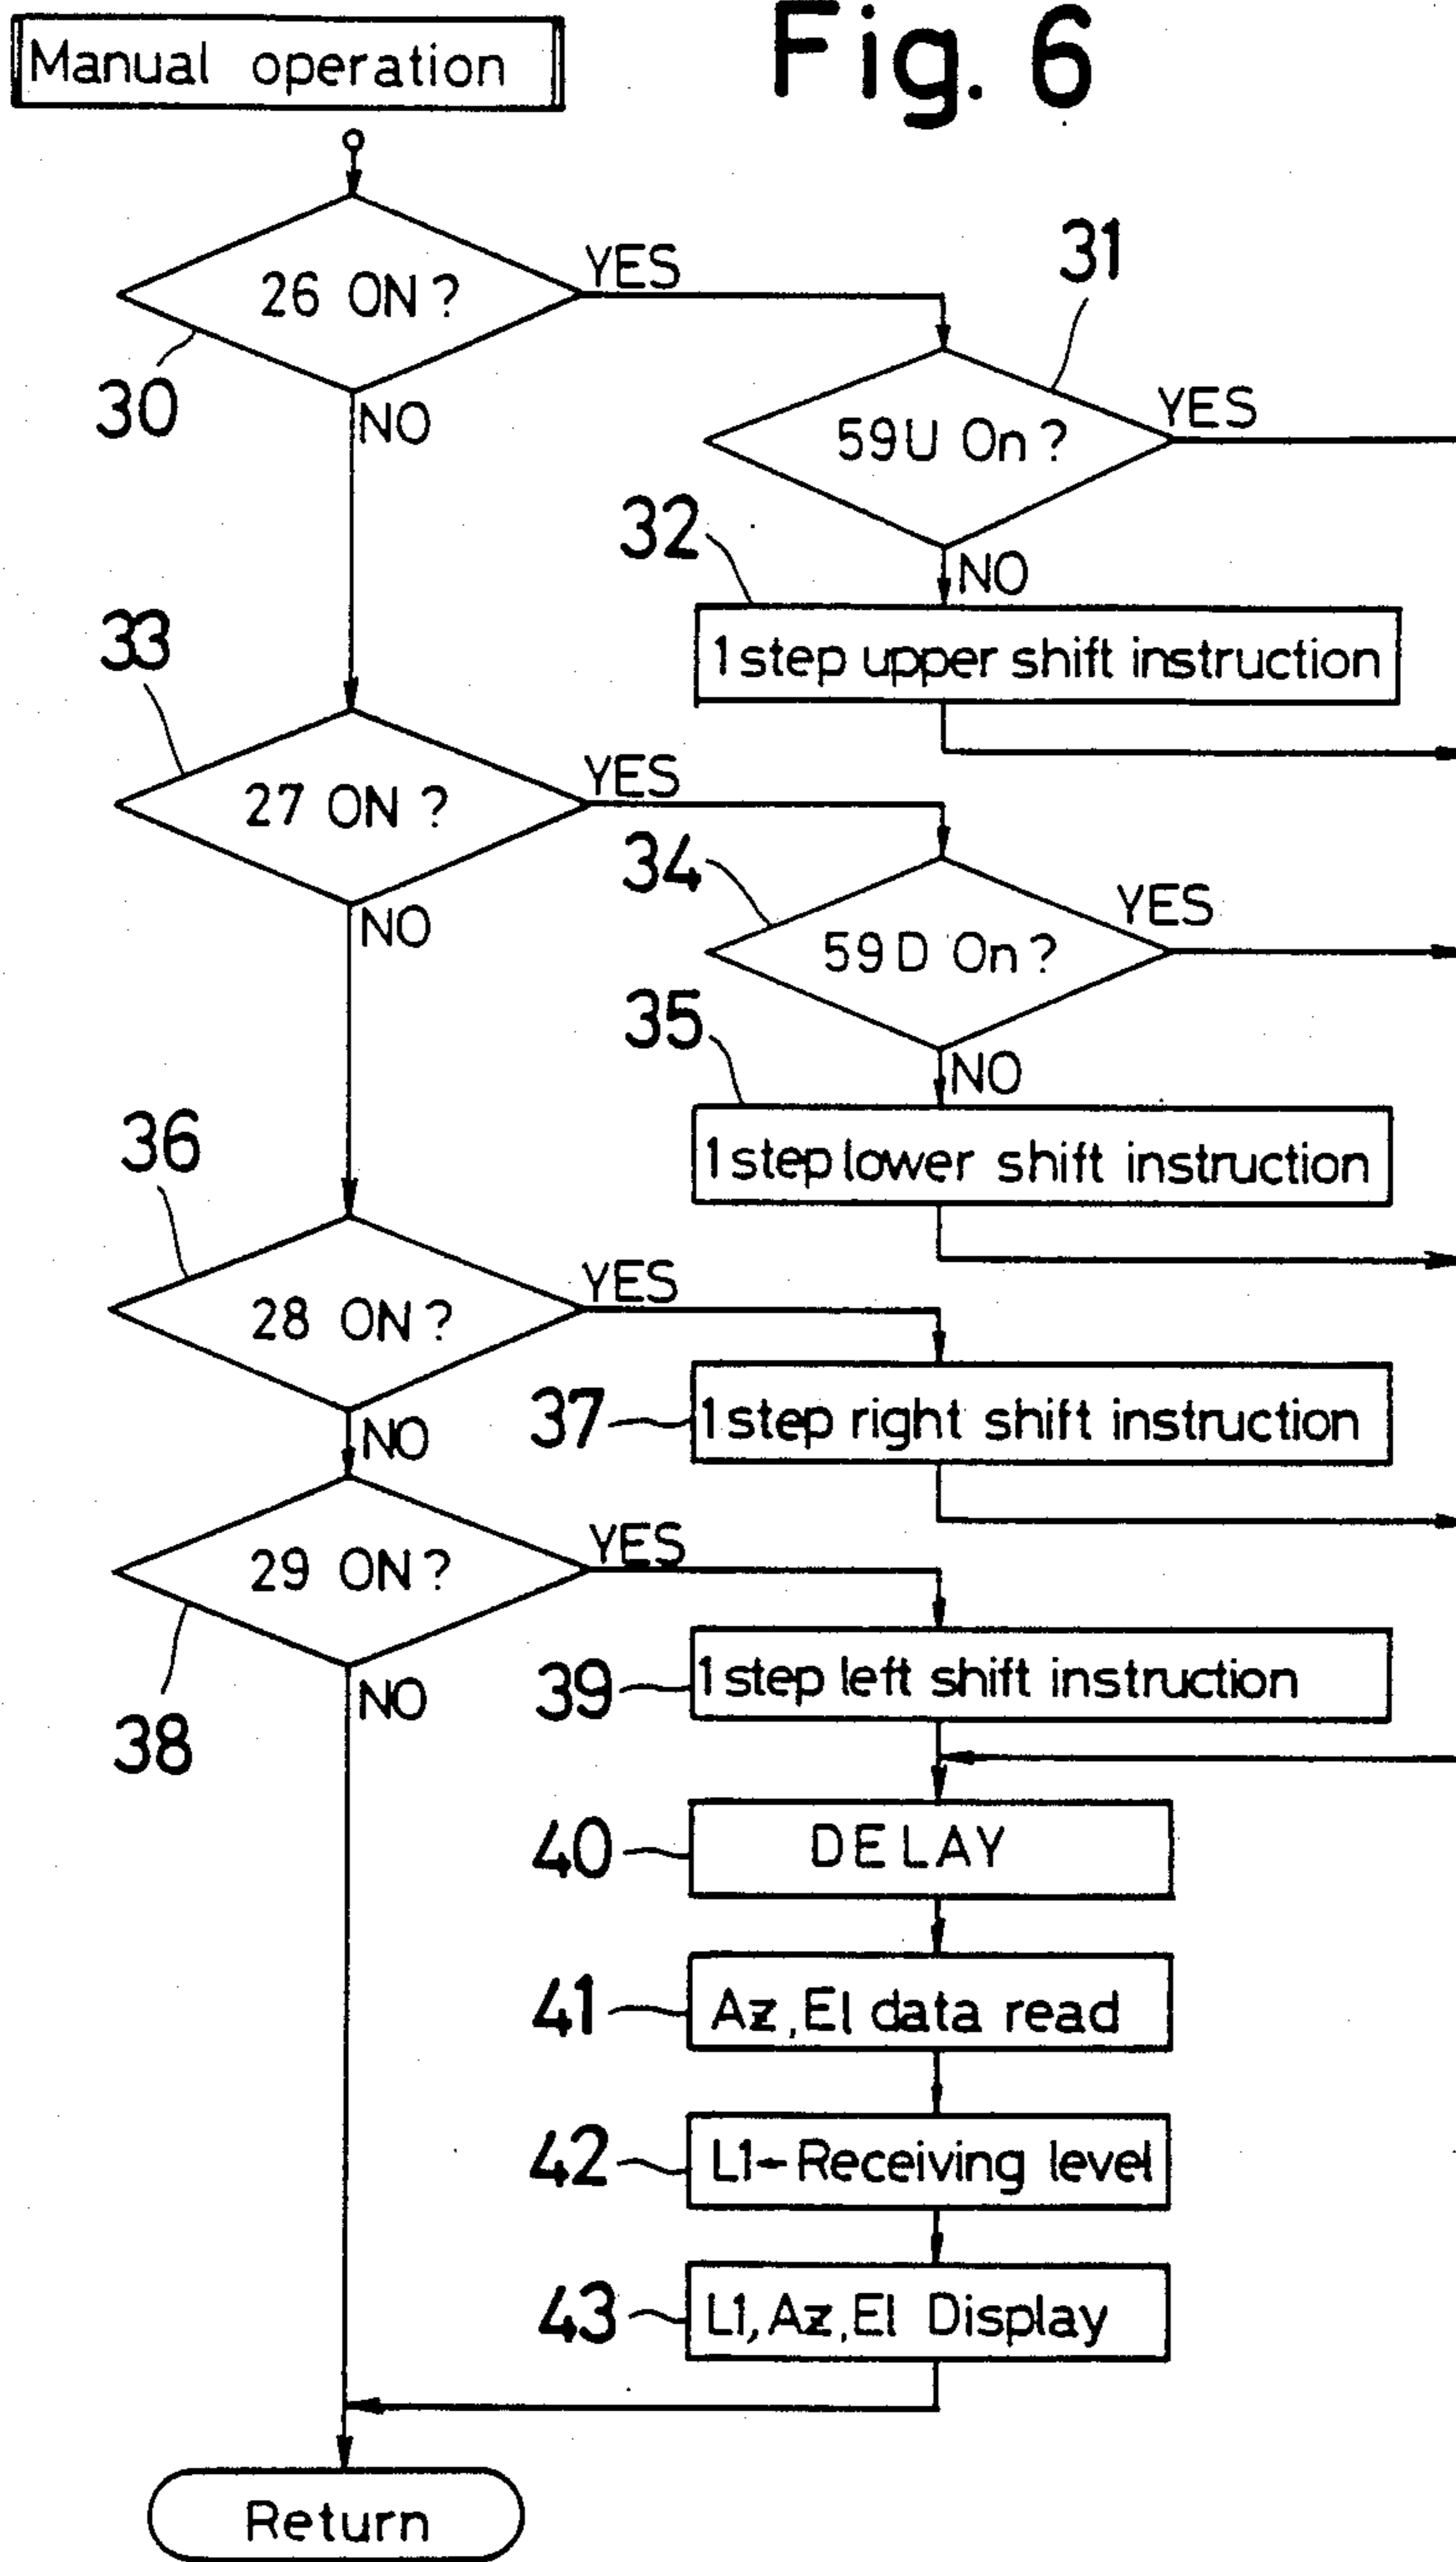 Fig. 6
Manual operation
26 ON?
YES
30
NO
31
59U On?
YES
32
NO
1 step upper shift instruction
33
27 ON?
YES
NO
34
59D On?
YES
35
NO
1 step lower shift instruction
36
28 ON?
YES
NO
37
1 step right shift instruction
29 ON?
YES
38
NO
39
1 step left shift instruction
40
DELAY
41
Az, El data read
42
L1←Receiving level
43
L1, Az, El Display
Return